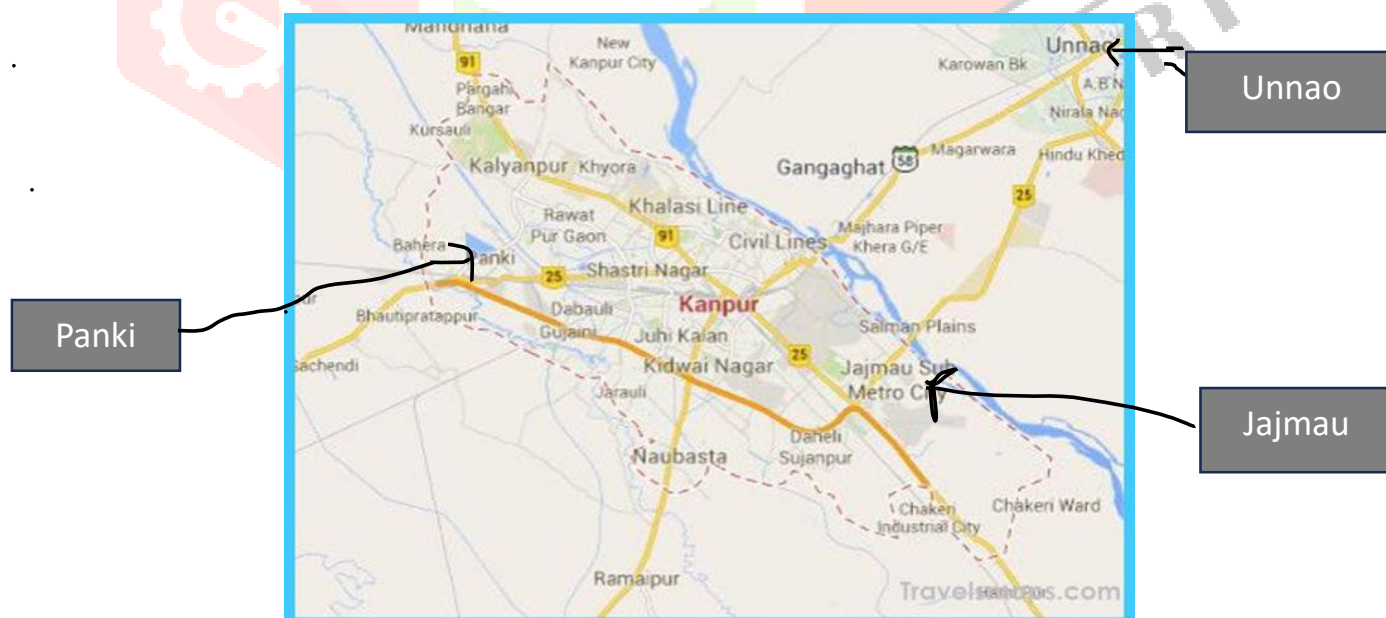 Mandhana
New
Kanpur City
Unnao
Karowan Bk
Unnao
91
Pargahi
Bangar
A.B N
Nirala Nag
Kursauli
Kalyanpur
Khyora
Gangaghat
58
Magarwara
Hindu Khed
25
Khalasi Line
Rawat
Pur Gaon
91
Civil Lines
Majhara Piper
Khera G/E
Bahera
Panki
25
Shastri Nagar
Kanpur
Panki
Bhautipratappur
Dabauli
Gujaini
Juhi Kalan
Salman Plains
25
Sachendi
Kidwai Nagar
Jajmau Sub
Metro City
Jarauli
Jajmau
Naubasta
Daheli
Sujanpur
Chakeri
Industrial City
Chakeri Ward
Ramaipur